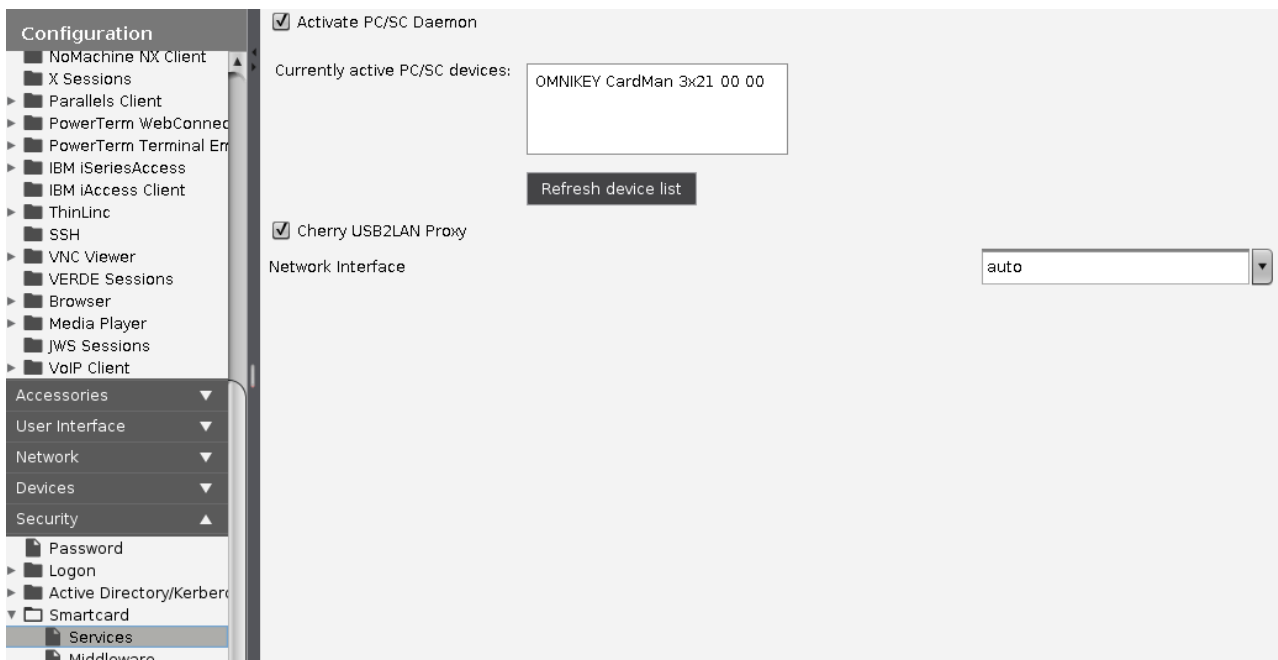 Configuration
NoMachine NX Client
X Sessions
Parallels Client
PowerTerm WebConnec
PowerTerm Terminal Em
IBM iSeriesAccess
IBM iAccess Client
ThinLinc
SSH
VNC Viewer
VERDE Sessions
Browser
Media Player
JWS Sessions
VoIP Client
Accessories
User Interface
Network
Devices
Security
Password
Logon
Active Directory/Kerbero
Smartcard
Services
Middleware
Activate PC/SC Daemon
Currently active PC/SC devices:
OMNIKEY CardMan 3x21 00 00
Refresh device list
Cherry USB2LAN Proxy
Network Interface
auto